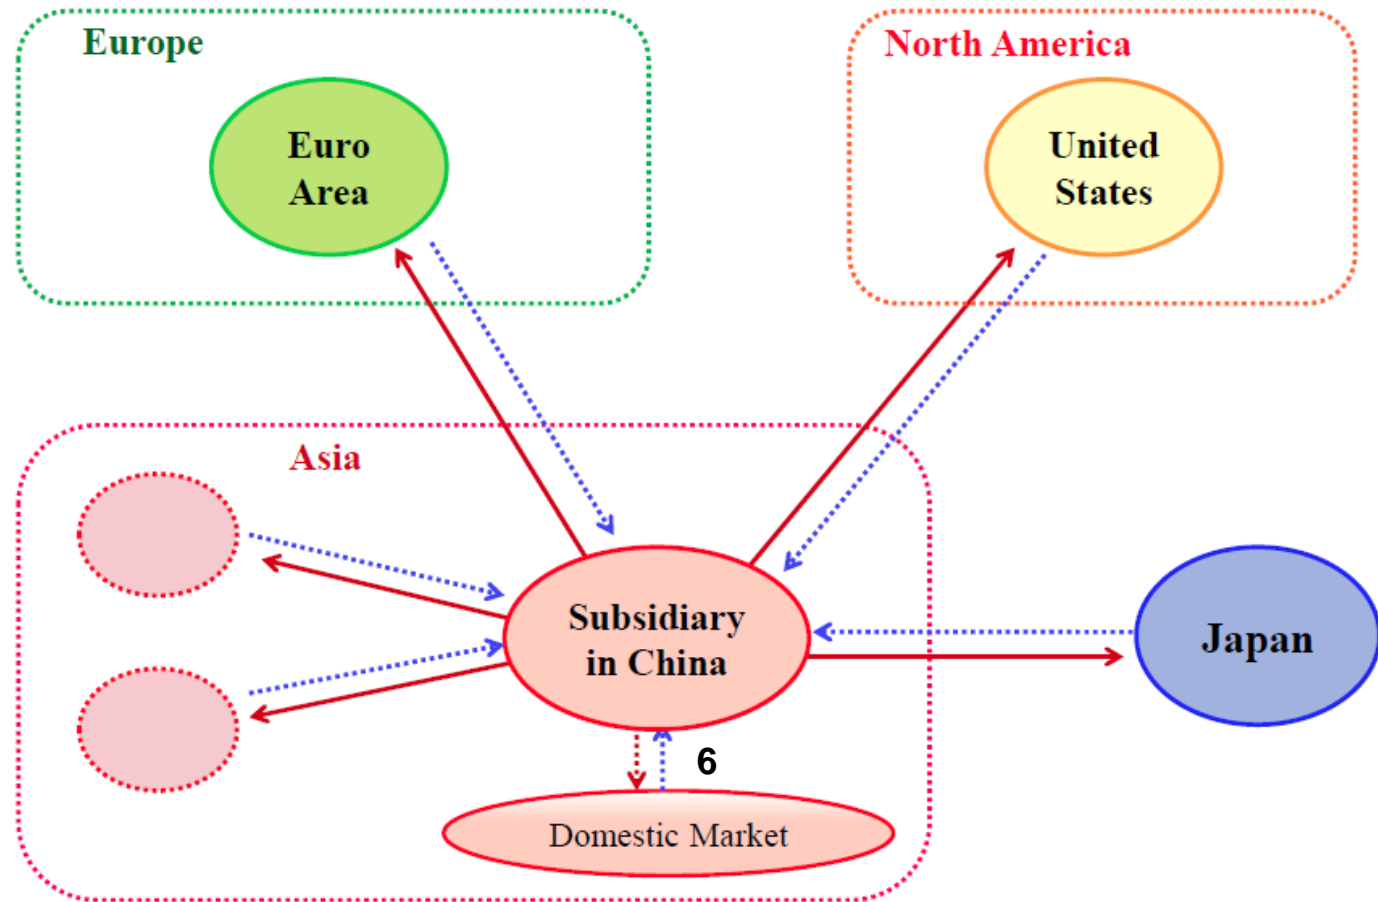 Europe
North America
Euro
Area
United
States
Asia
Subsidiary
in China
Japan
6
Domestic Market